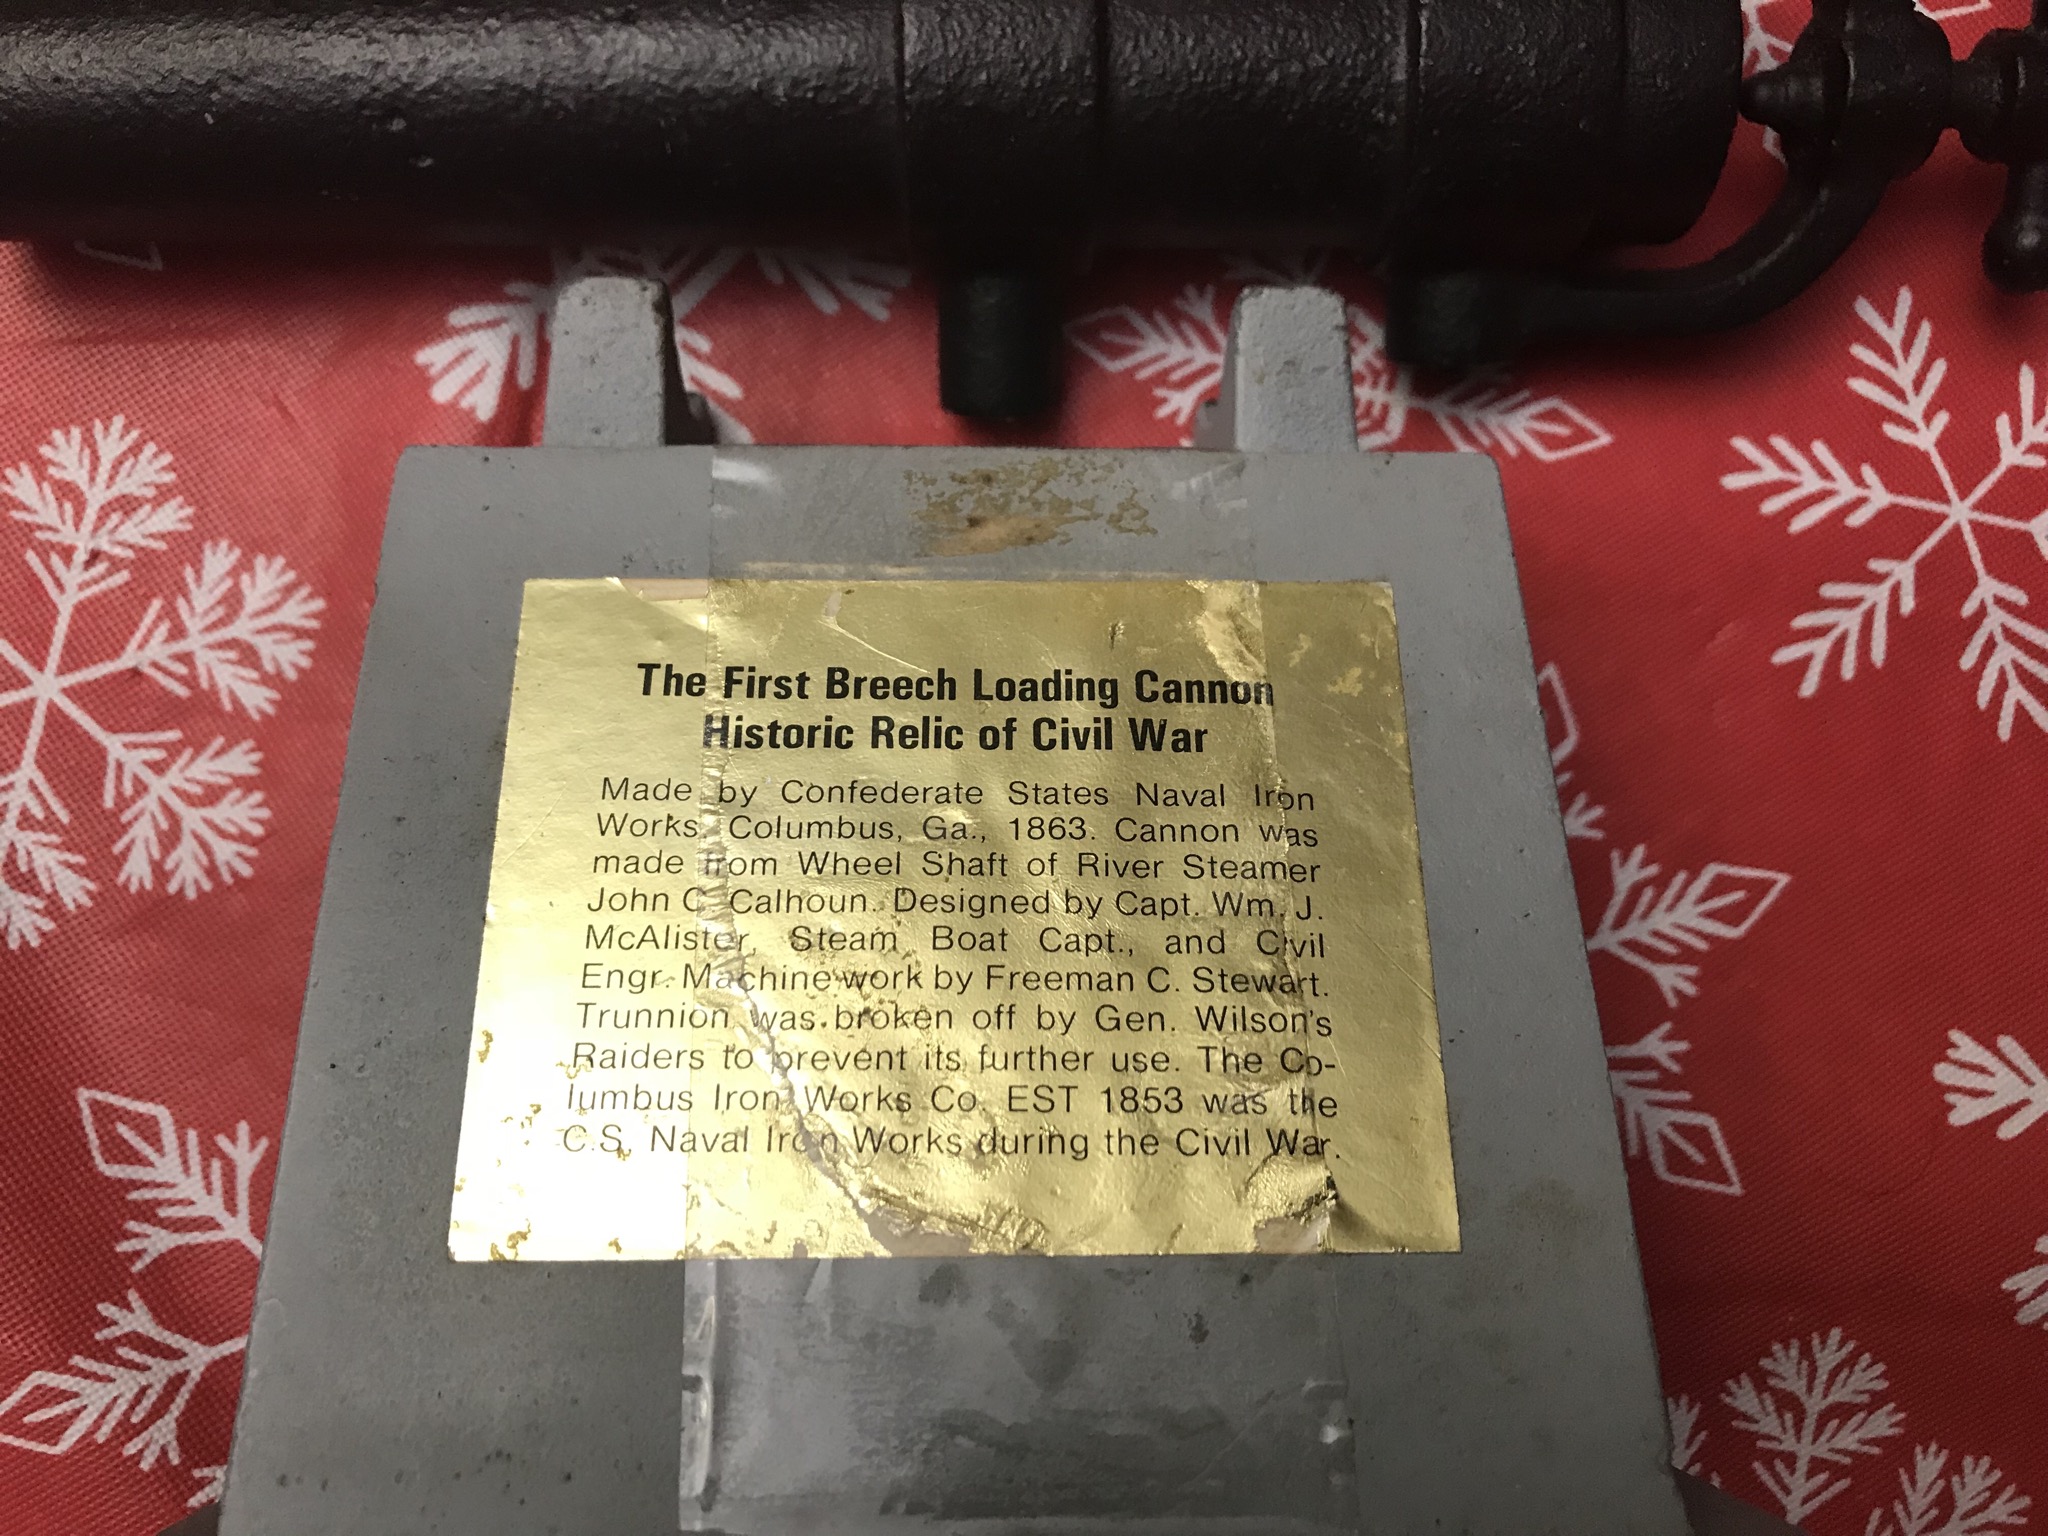 The First Breech Loading Cannon
Historic Relic of Civil War
Made by Confederate States Naval Iron
Works, Columbus, Ga., 1863. Cannon was
made from Wheel Shaft of River Steamer
John C. Calhoun. Designed by Capt. Wm. J.
McAlister, Steam Boat Capt., and Civil
Engr. Machine work by Freeman C. Stewart.
Trunnion was broken off by Gen. Wilson's
Raiders to prevent its further use. The Co-
lumbus Iron Works Co. EST 1853 was the
C.S. Naval Iron Works during the Civil War.